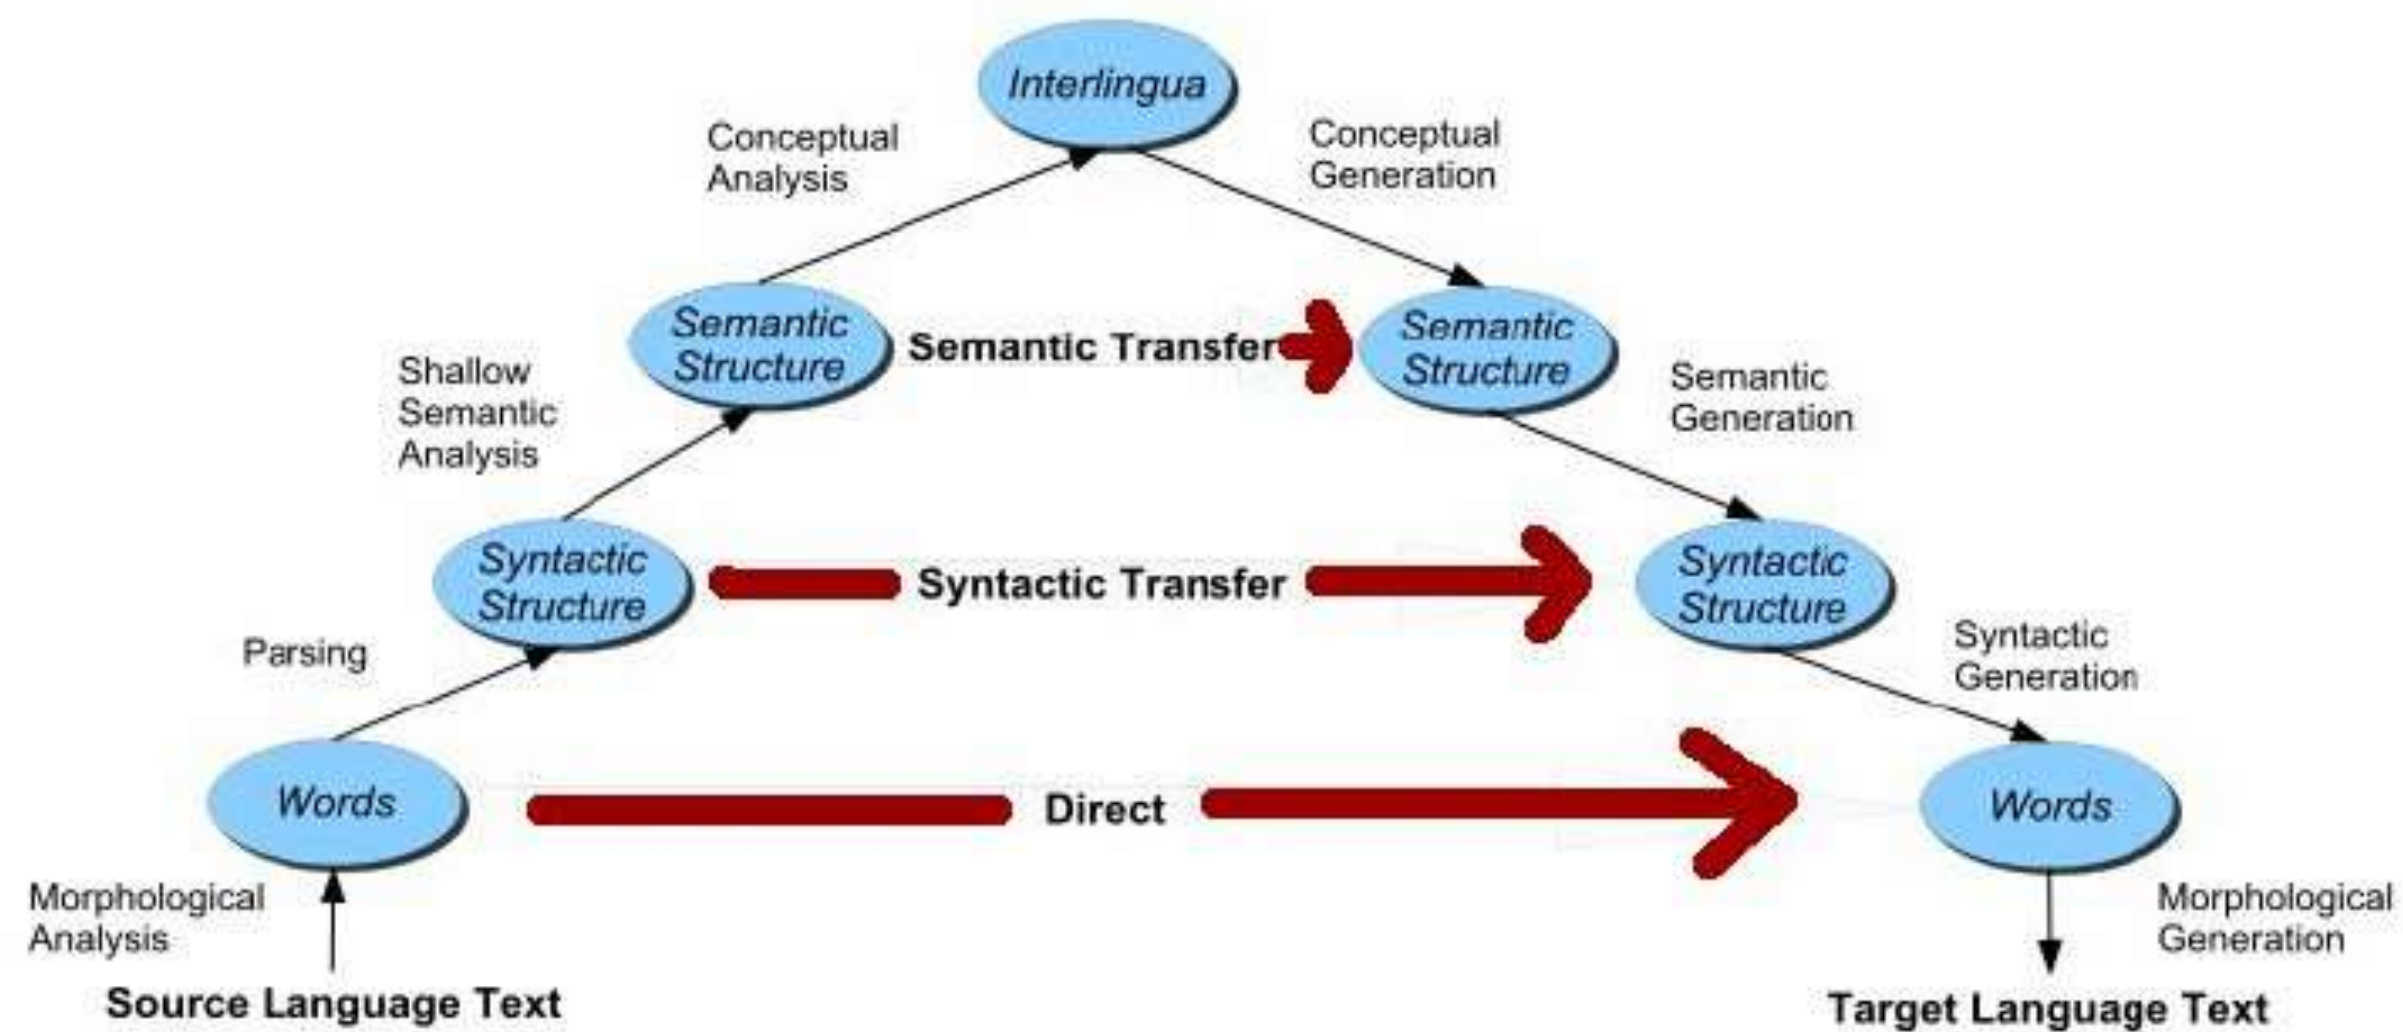 Interlingua
Conceptual
Analysis
Conceptual
Generation
Semantic
Structure
Semantic Transfer
Semantic
Structure
Shallow
Semantic
Analysis
Semantic
Generation
Syntactic
Structure
Syntactic Transfer
Syntactic
Structure
Parsing
Syntactic
Generation
Words
Direct
Words
Morphological
Analysis
Morphological
Generation
Source Language Text
Target Language Text